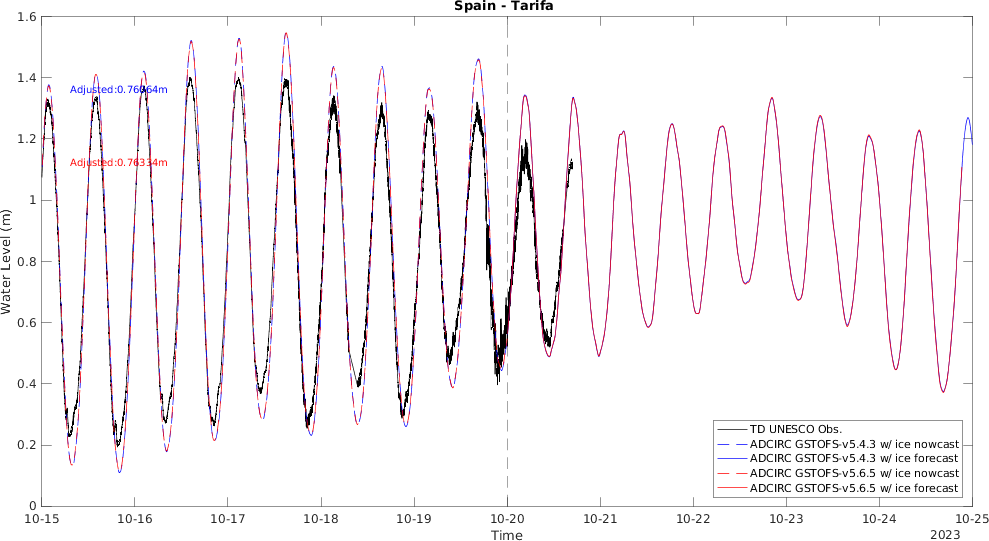 Spain - Tarifa
1.6
1.4
1.2
1
0.8
0.6
0.4
0.2
0
Water Level (m)
Adjusted:0.76064m
Adjusted:0.76334m
TD UNESCO Obs.
ADCIRC GSTOFS-v5.4.3 w/ ice nowcast
ADCIRC GSTOFS-v5.4.3 w/ ice forecast
ADCIRC GSTOFS-v5.6.5 w/ ice nowcast
ADCIRC GSTOFS-v5.6.5 w/ ice forecast
10-15 10-16 10-17 10-18 10-19 10-20 10-21 10-22 10-23 10-24 10-25
Time
2023